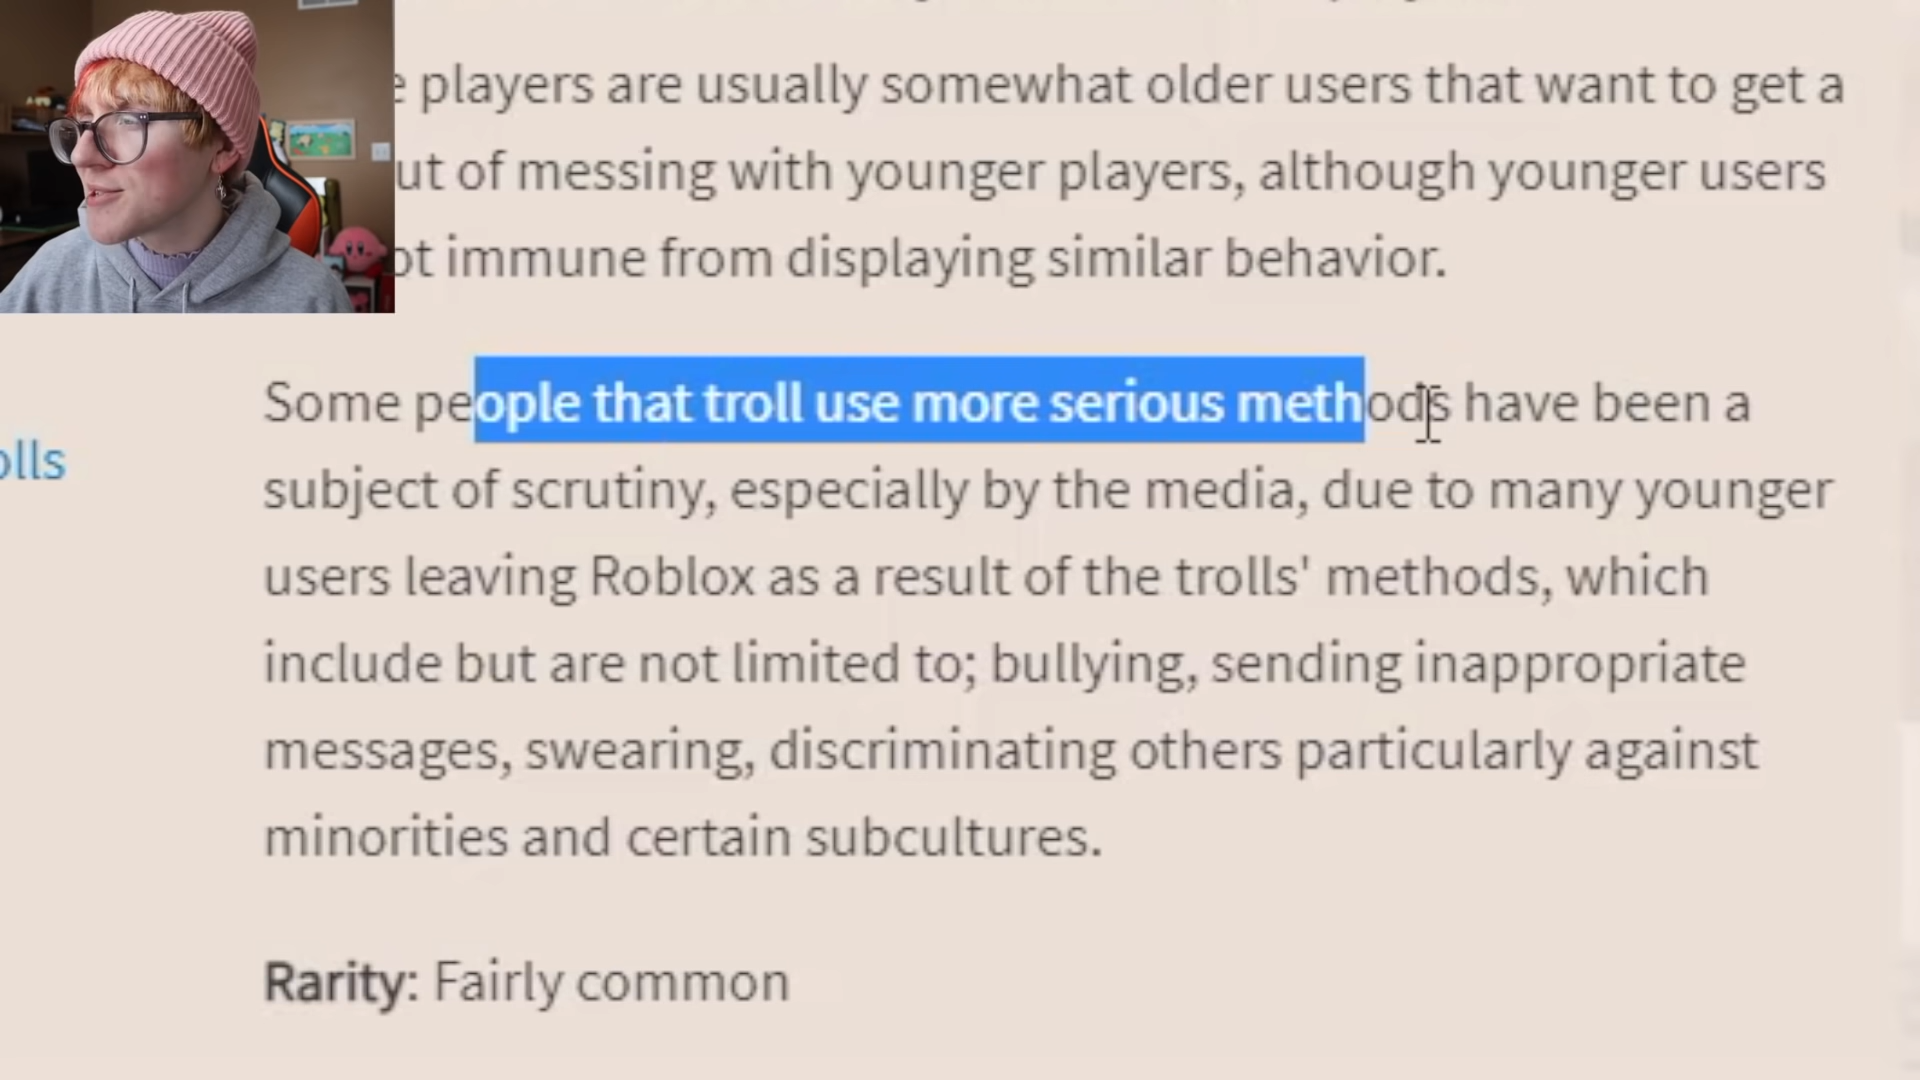 players are usually somewhat older users that want to get a
of messing with younger players, although younger users
immune from displaying similar behavior.
Some people that troll use more serious methods have been a
subject of scrutiny, especially by the media, due to many younger
users leaving Roblox as a result of the trolls' methods, which
include but are not limited to; bullying, sending inappropriate
messages, swearing, discriminating others particularly against
minorities and certain subcultures.
Rarity: Fairly common